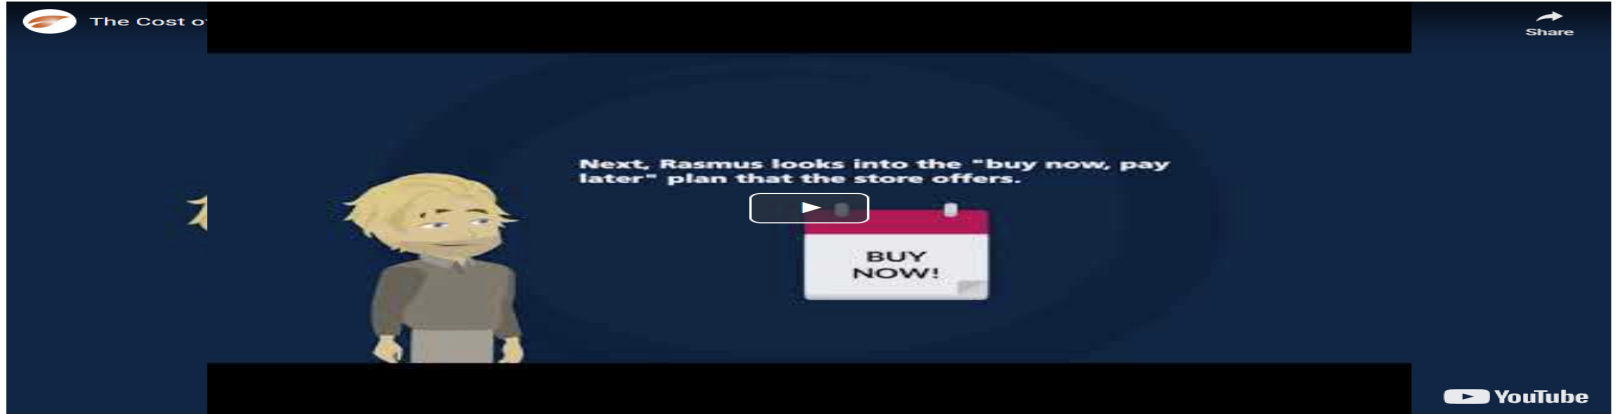 The Cost o
Share
Next, Rasmus looks into the "buy now, pay
later" plan that the store offers.
BUY
NOW!
YouTube